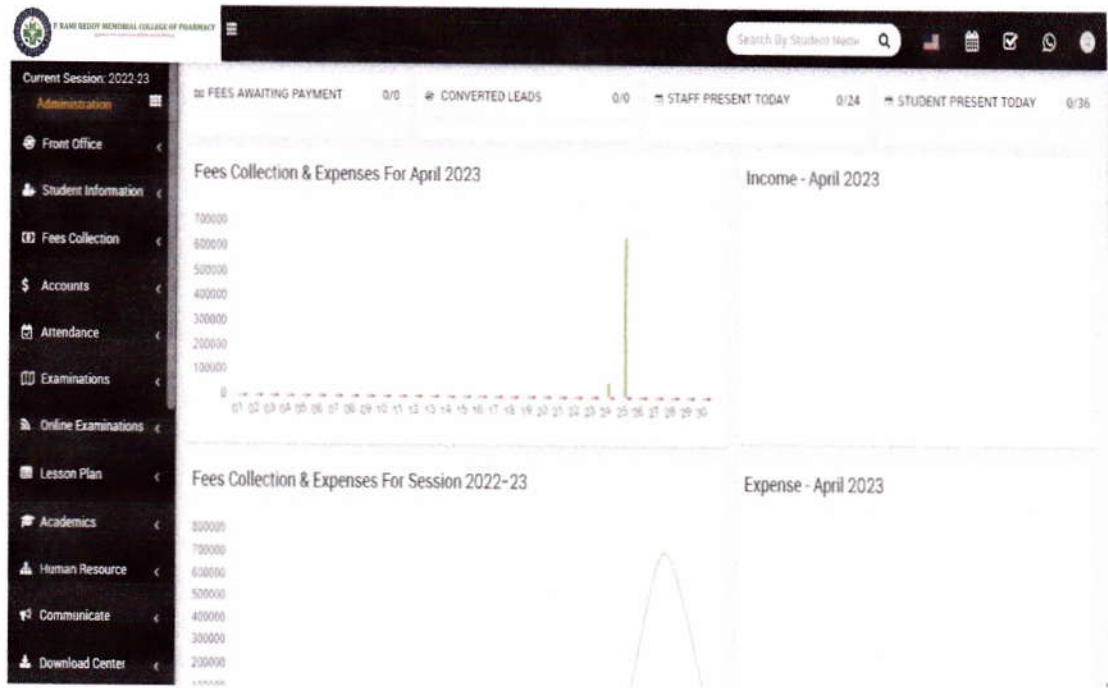 P RAMI REDDY MEMORIAL COLLEGE OF PHARMACY
Search By Student Name
Current Session: 2022-23
Administration
FEES AWAITING PAYMENT 0/0
CONVERTED LEADS 0/0
STAFF PRESENT TODAY 0/24
STUDENT PRESENT TODAY 0/36
Front Office
Student Information
Fees Collection
Accounts
Attendance
Examinations
Online Examinations
Lesson Plan
Academics
Human Resource
Communicate
Download Center
Fees Collection & Expenses For April 2023
700000
600000
500000
400000
300000
200000
100000
0
01 02 03 04 05 06 07 08 09 10 11 12 13 14 15 16 17 18 19 20 21 22 23 24 25 26 27 28 29 30
Income - April 2023
Fees Collection & Expenses For Session 2022-23
800000
700000
600000
500000
400000
300000
200000
Expense - April 2023